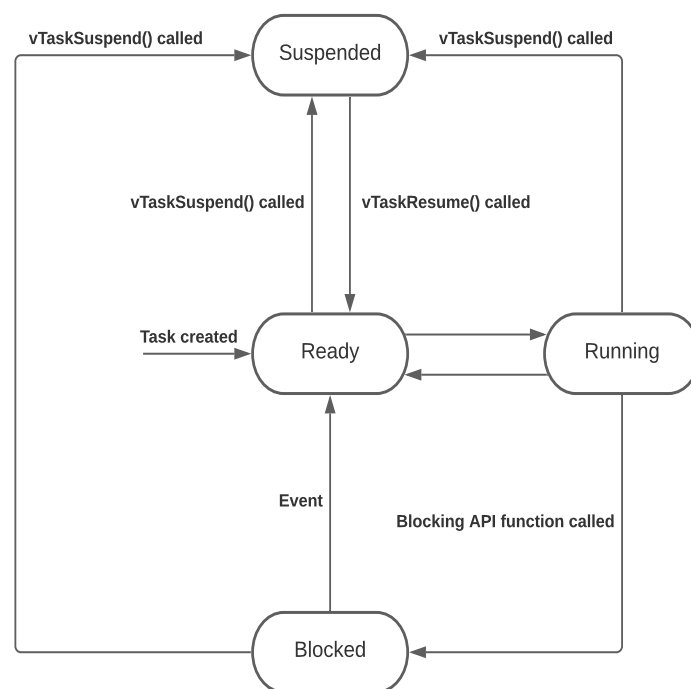 vTaskSuspend() called
vTaskSuspend() called
Suspended
vTaskSuspend() called
vTaskResume() called
Task created
Ready
Running
Event
Blocking API function called
Blocked